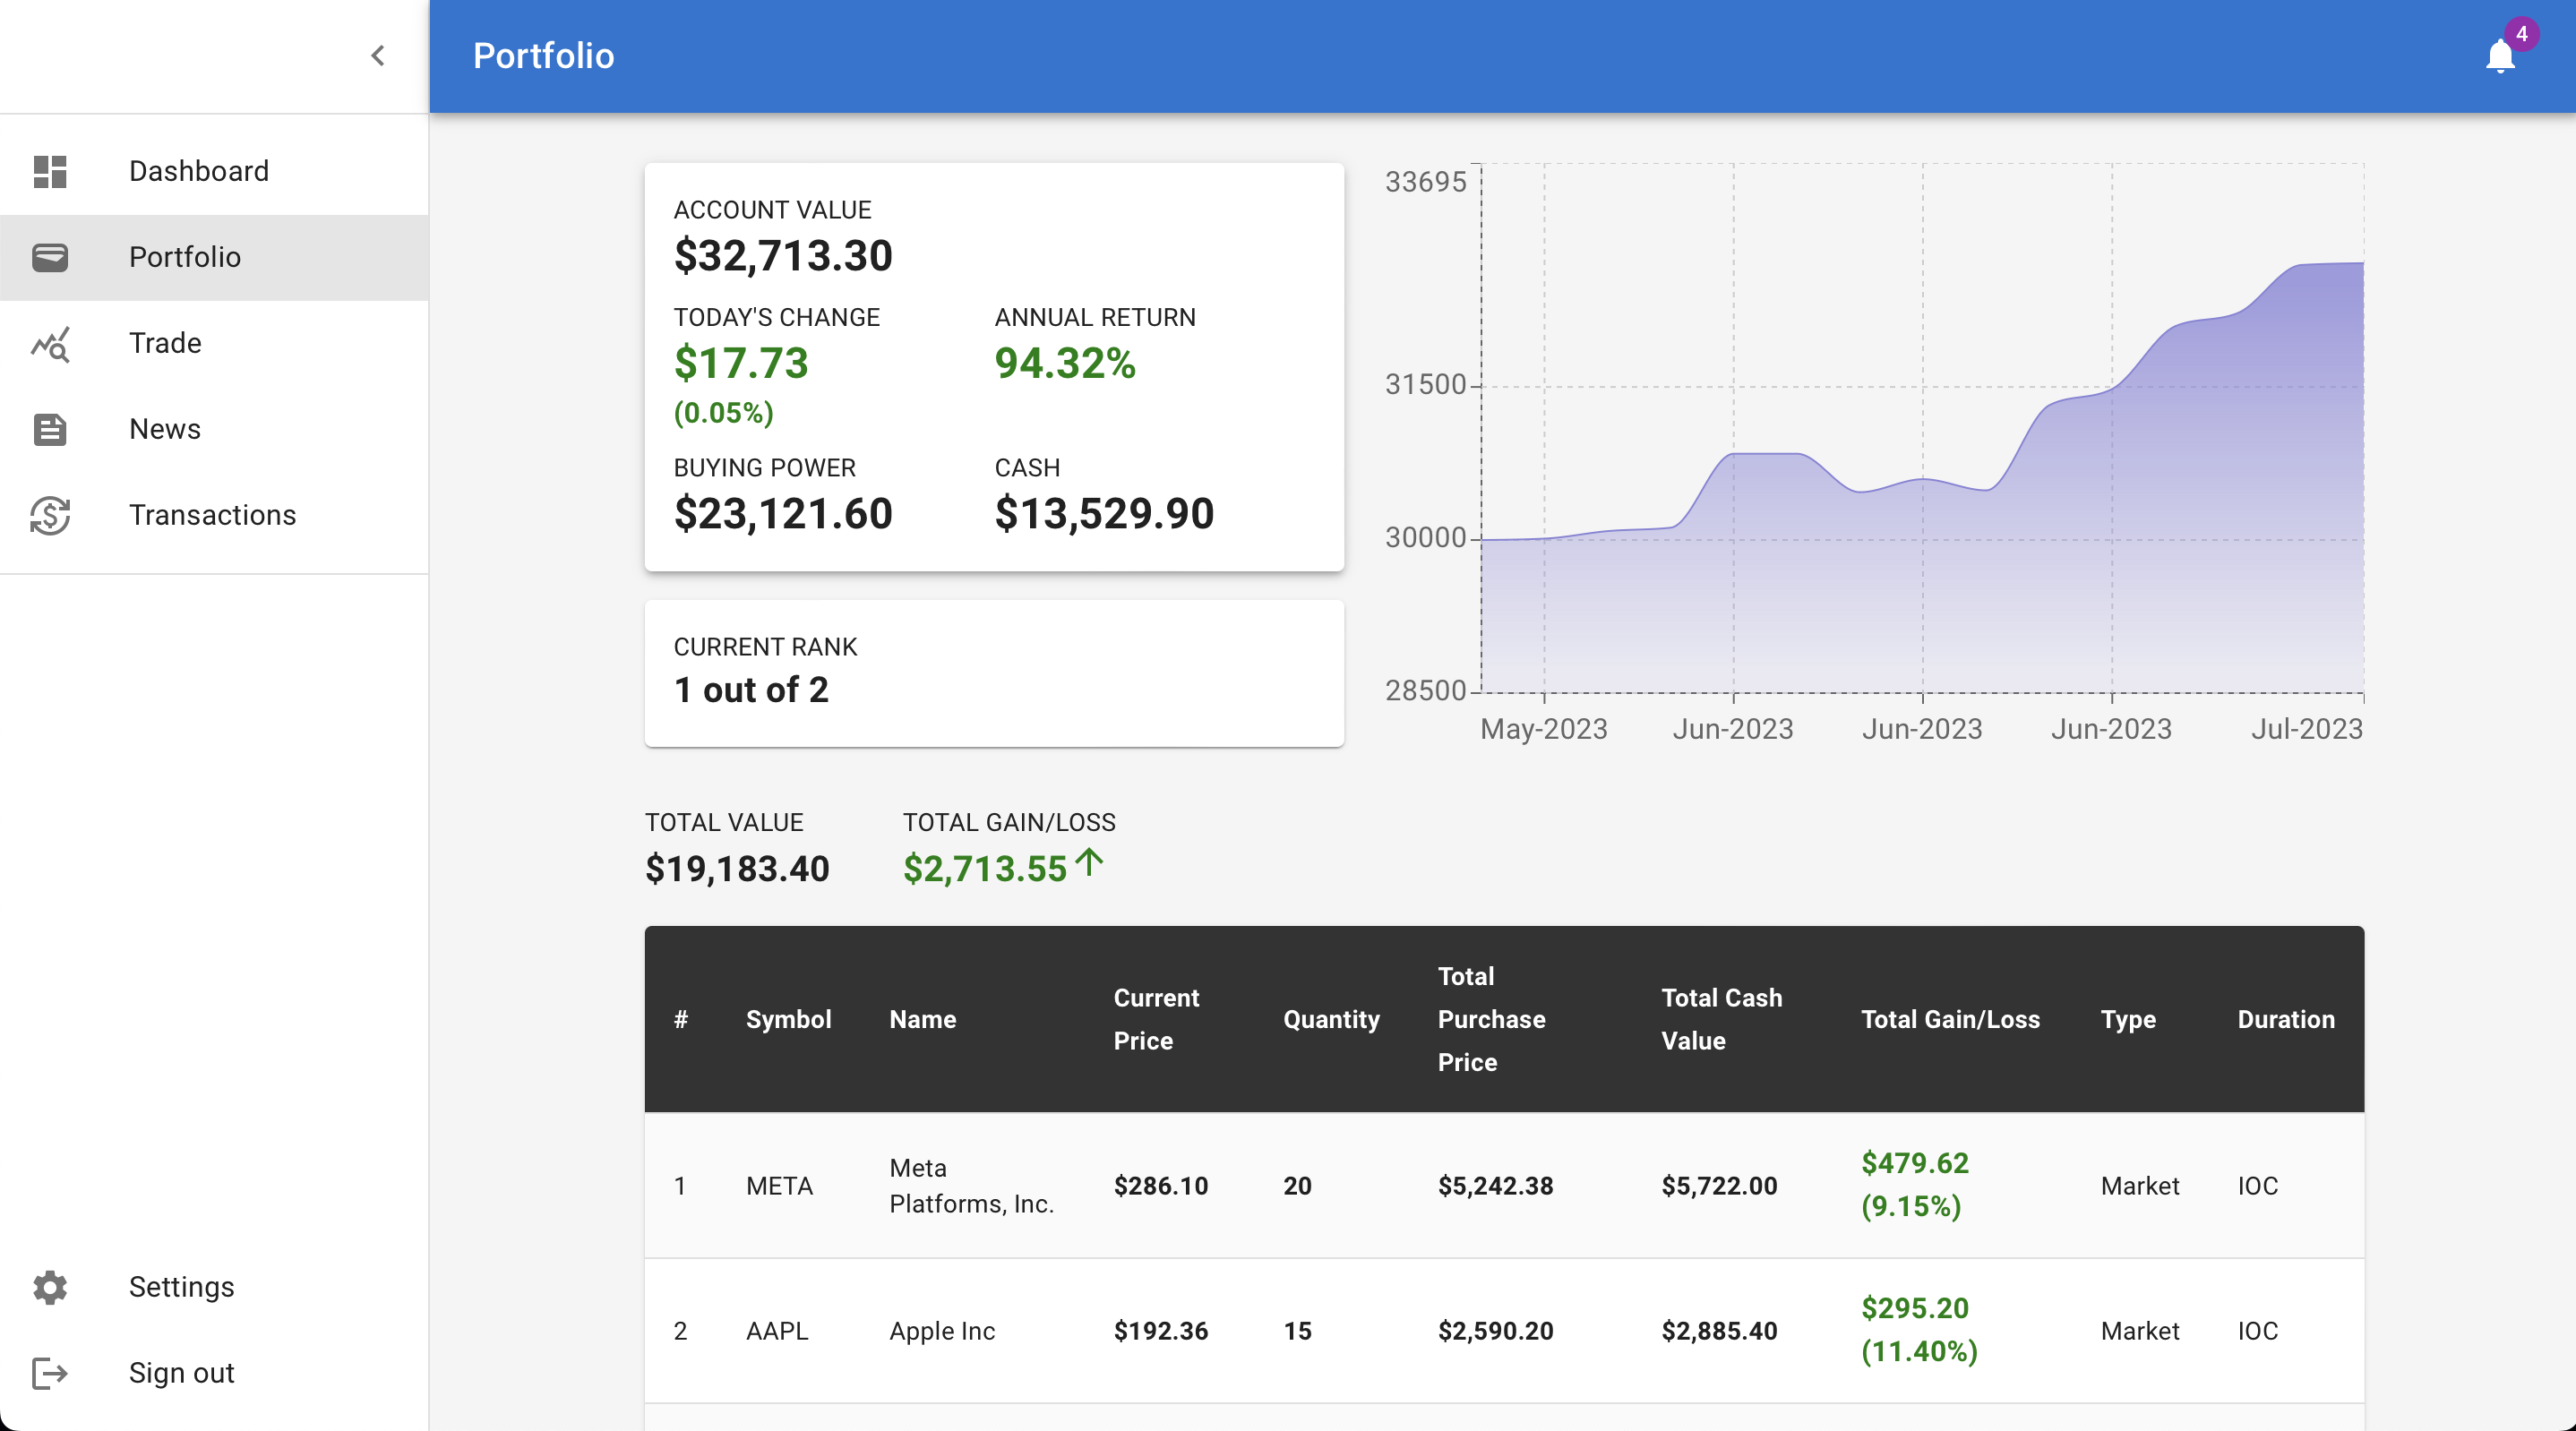 Portfolio
4
Dashboard
Portfolio
Trade
News
Transactions
Settings
Sign out
ACCOUNT VALUE
$32,713.30
TODAY'S CHANGE ANNUAL RETURN
$17.73 94.32%
(0.05%)
BUYING POWER CASH
$23,121.60 $13,529.90
CURRENT RANK
1 out of 2
33695
31500
30000
28500
May-2023 Jun-2023 Jun-2023 Jun-2023 Jul-2023
TOTAL VALUE TOTAL GAIN/LOSS
$19,183.40 $2,713.55
# Symbol Name Current Price Quantity Total Purchase Price Total Cash Value Total Gain/Loss Type Duration
1 META Meta Platforms, Inc. $286.10 20 $5,242.38 $5,722.00 $479.62 (9.15%) Market IOC
2 AAPL Apple Inc $192.36 15 $2,590.20 $2,885.40 $295.20 (11.40%) Market IOC